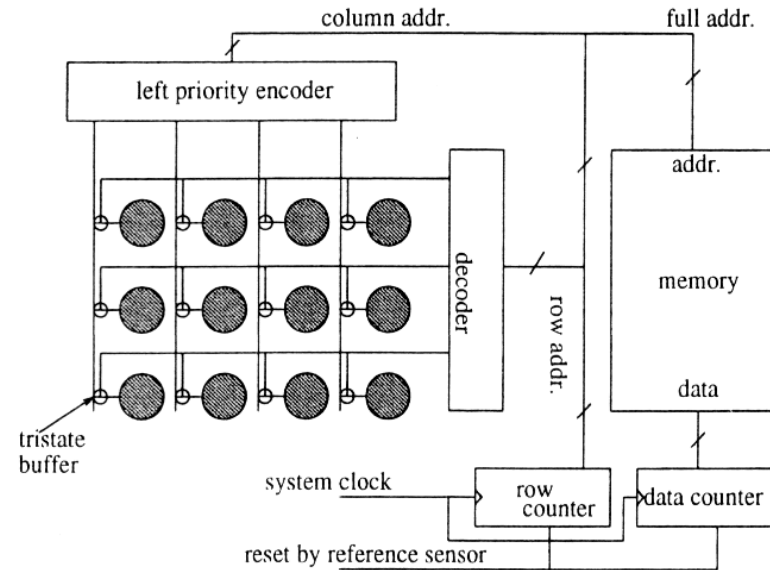 column addr.
full addr.
left priority encoder
addr.
decoder
memory
row addr.
data
tristate
buffer
system clock
row
counter
data counter
reset by reference sensor